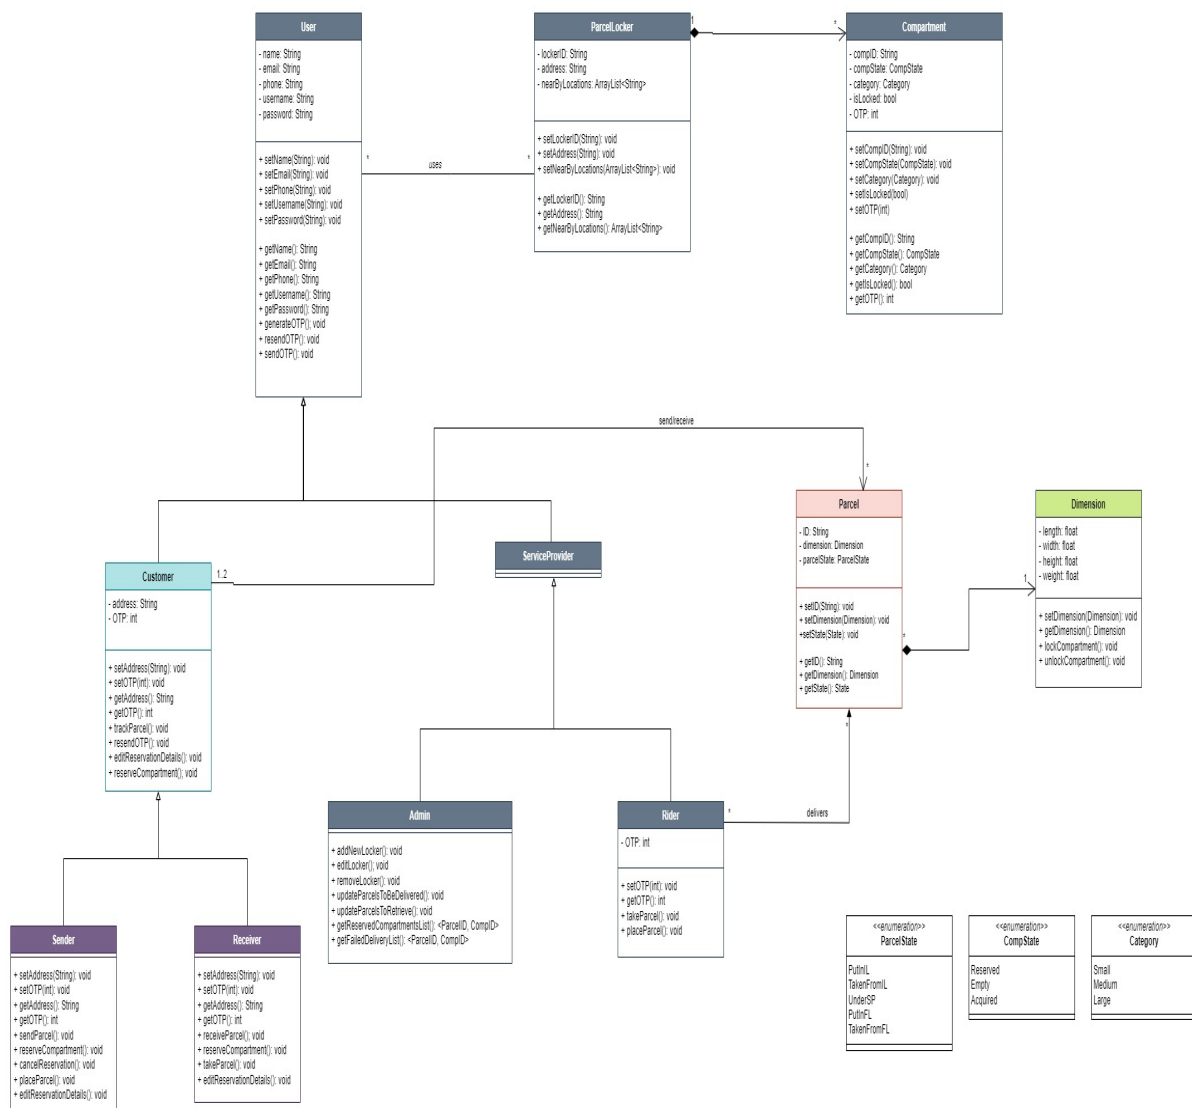 User
- name: String
- email: String
- phone: String
- username: String
- password: String
+ setName(String): void
+ setEmail(String): void
+ setPhone(String): void
+ setUsername(String): void
+ setPassword(String): void
+ getName(): String
+ getEmail(): String
+ getPhone(): String
+ getUsername(): String
+ getPassword(): String
+ generateOTP(); void
+ resendOTP(): void
+ sendOTP(): void
*
uses
*
ParcelLocker
- lockerID: String
- address: String
- nearByLocations: ArrayList<String>
+ setLockerID(String): void
+ setAddress(String): void
+ setNearByLocations(ArrayList<String>): void
+ getLockerID(): String
+ getAddress(): String
+ getNearByLocations(): ArrayList<String>
1
*
Compartment
- compID: String
- compState: CompState
- category: Category
- isLocked: bool
- OTP: int
+ setCompID(String): void
+ setCompState(CompState): void
+ setCategory(Category): void
+ setIsLocked(bool)
+ setOTP(int)
+ getCompID(): String
+ getCompState(): CompState
+ getCategory(): Category
+ getIsLocked(): bool
+ getOTP(): int
send/receive
*
1..2
Customer
- address: String
- OTP: int
+ setAddress(String): void
+ setOTP(int): void
+ getAddress(): String
+ getOTP(): int
+ trackParcel(): void
+ resendOTP(): void
+ editReservationDetails(): void
+ reserveCompartment(); void
ServiceProvider
Parcel
- ID: String
- dimension: Dimension
- parcelState: ParcelState
+ setID(String): void
+ setDimension(Dimension): void
+setState(State): void
+ getID(): String
+ getDimension(): Dimension
+ getState(): State
*
1
Dimension
- length: float
- width: float
- height: float
- weight: float
+ setDimension(Dimension): void
+ getDimension(): Dimension
+ lockCompartment(): void
+ unlockCompartment(): void
*
Admin
+ addNewLocker(): void
+ editLocker(); void
+ removeLocker(): void
+ updateParcelsToBeDelivered(): void
+ updateParcelsToRetrieve(): void
+ getReservedCompartmentsList(): <ParcelID, CompID>
+ getFailedDeliveryList(): <ParcelID, CompID>
Rider
- OTP: int
+ setOTP(int): void
+ getOTP(): int
+ takeParcel(): void
+ placeParcel(): void
*
delivers
Sender
+ setAddress(String): void
+ setOTP(int): void
+ getAddress(): String
+ getOTP(): int
+ sendParcel(): void
+ reserveCompartment(): void
+ cancelReservation(): void
+ placeParcel(): void
+ editReservationDetails(): void
Receiver
+ setAddress(String): void
+ setOTP(int): void
+ getAddress(): String
+ getOTP(): int
+ receiveParcel(): void
+ reserveCompartment(): void
+ takeParcel(): void
+ editReservationDetails(): void
<<enumeration>>
ParcelState
PutInIL
TakenFromIL
UnderSP
PutInFL
TakenFromFL
<<enumeration>>
CompState
Reserved
Empty
Acquired
<<enumeration>>
Category
Small
Medium
Large